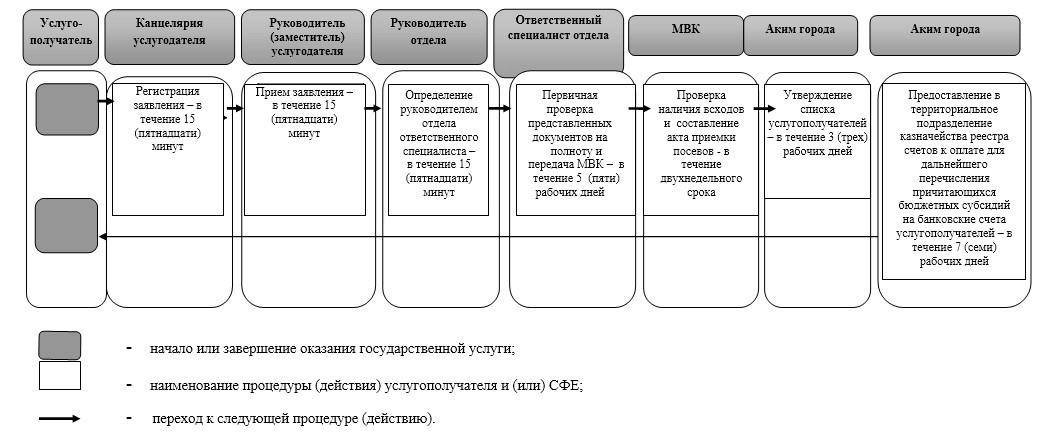 Услуго-
получатель
Канцелярия
услугодателя
Руководитель
(заместитель)
услугодателя
Руководитель
отдела
Ответственный
специалист отдела
МВК
Аким города
Аким города
Регистрация
заявления – в
течение 15
(пятнадцати)
минут
Прием заявления –
в течение 15
(пятнадцати)
минут
Определение
руководителем
отдела
ответственного
специалиста –
в течение 15
(пятнадцати)
минут
Первичная
проверка
представленных
документов на
полноту и
передача МВК – в
течение 5 (пяти)
рабочих дней
Проверка
наличия всходов
и составление
акта приемки
посевов - в
течение
двухнедельного
срока
Утверждение
списка
услугополучателей
– в течение 3 (трех)
рабочих дней
Предоставление в
территориальное
подразделение
казначейства реестра
счетов к оплате для
дальнейшего
перечисления
причитающихся
бюджетных субсидий
на банковские счета
услугополучателей – в
течение 7 (семи)
рабочих дней
- начало или завершение оказания государственной услуги;
- наименование процедуры (действия) услугополучателя и (или) СФЕ;
- переход к следующей процедуре (действию).